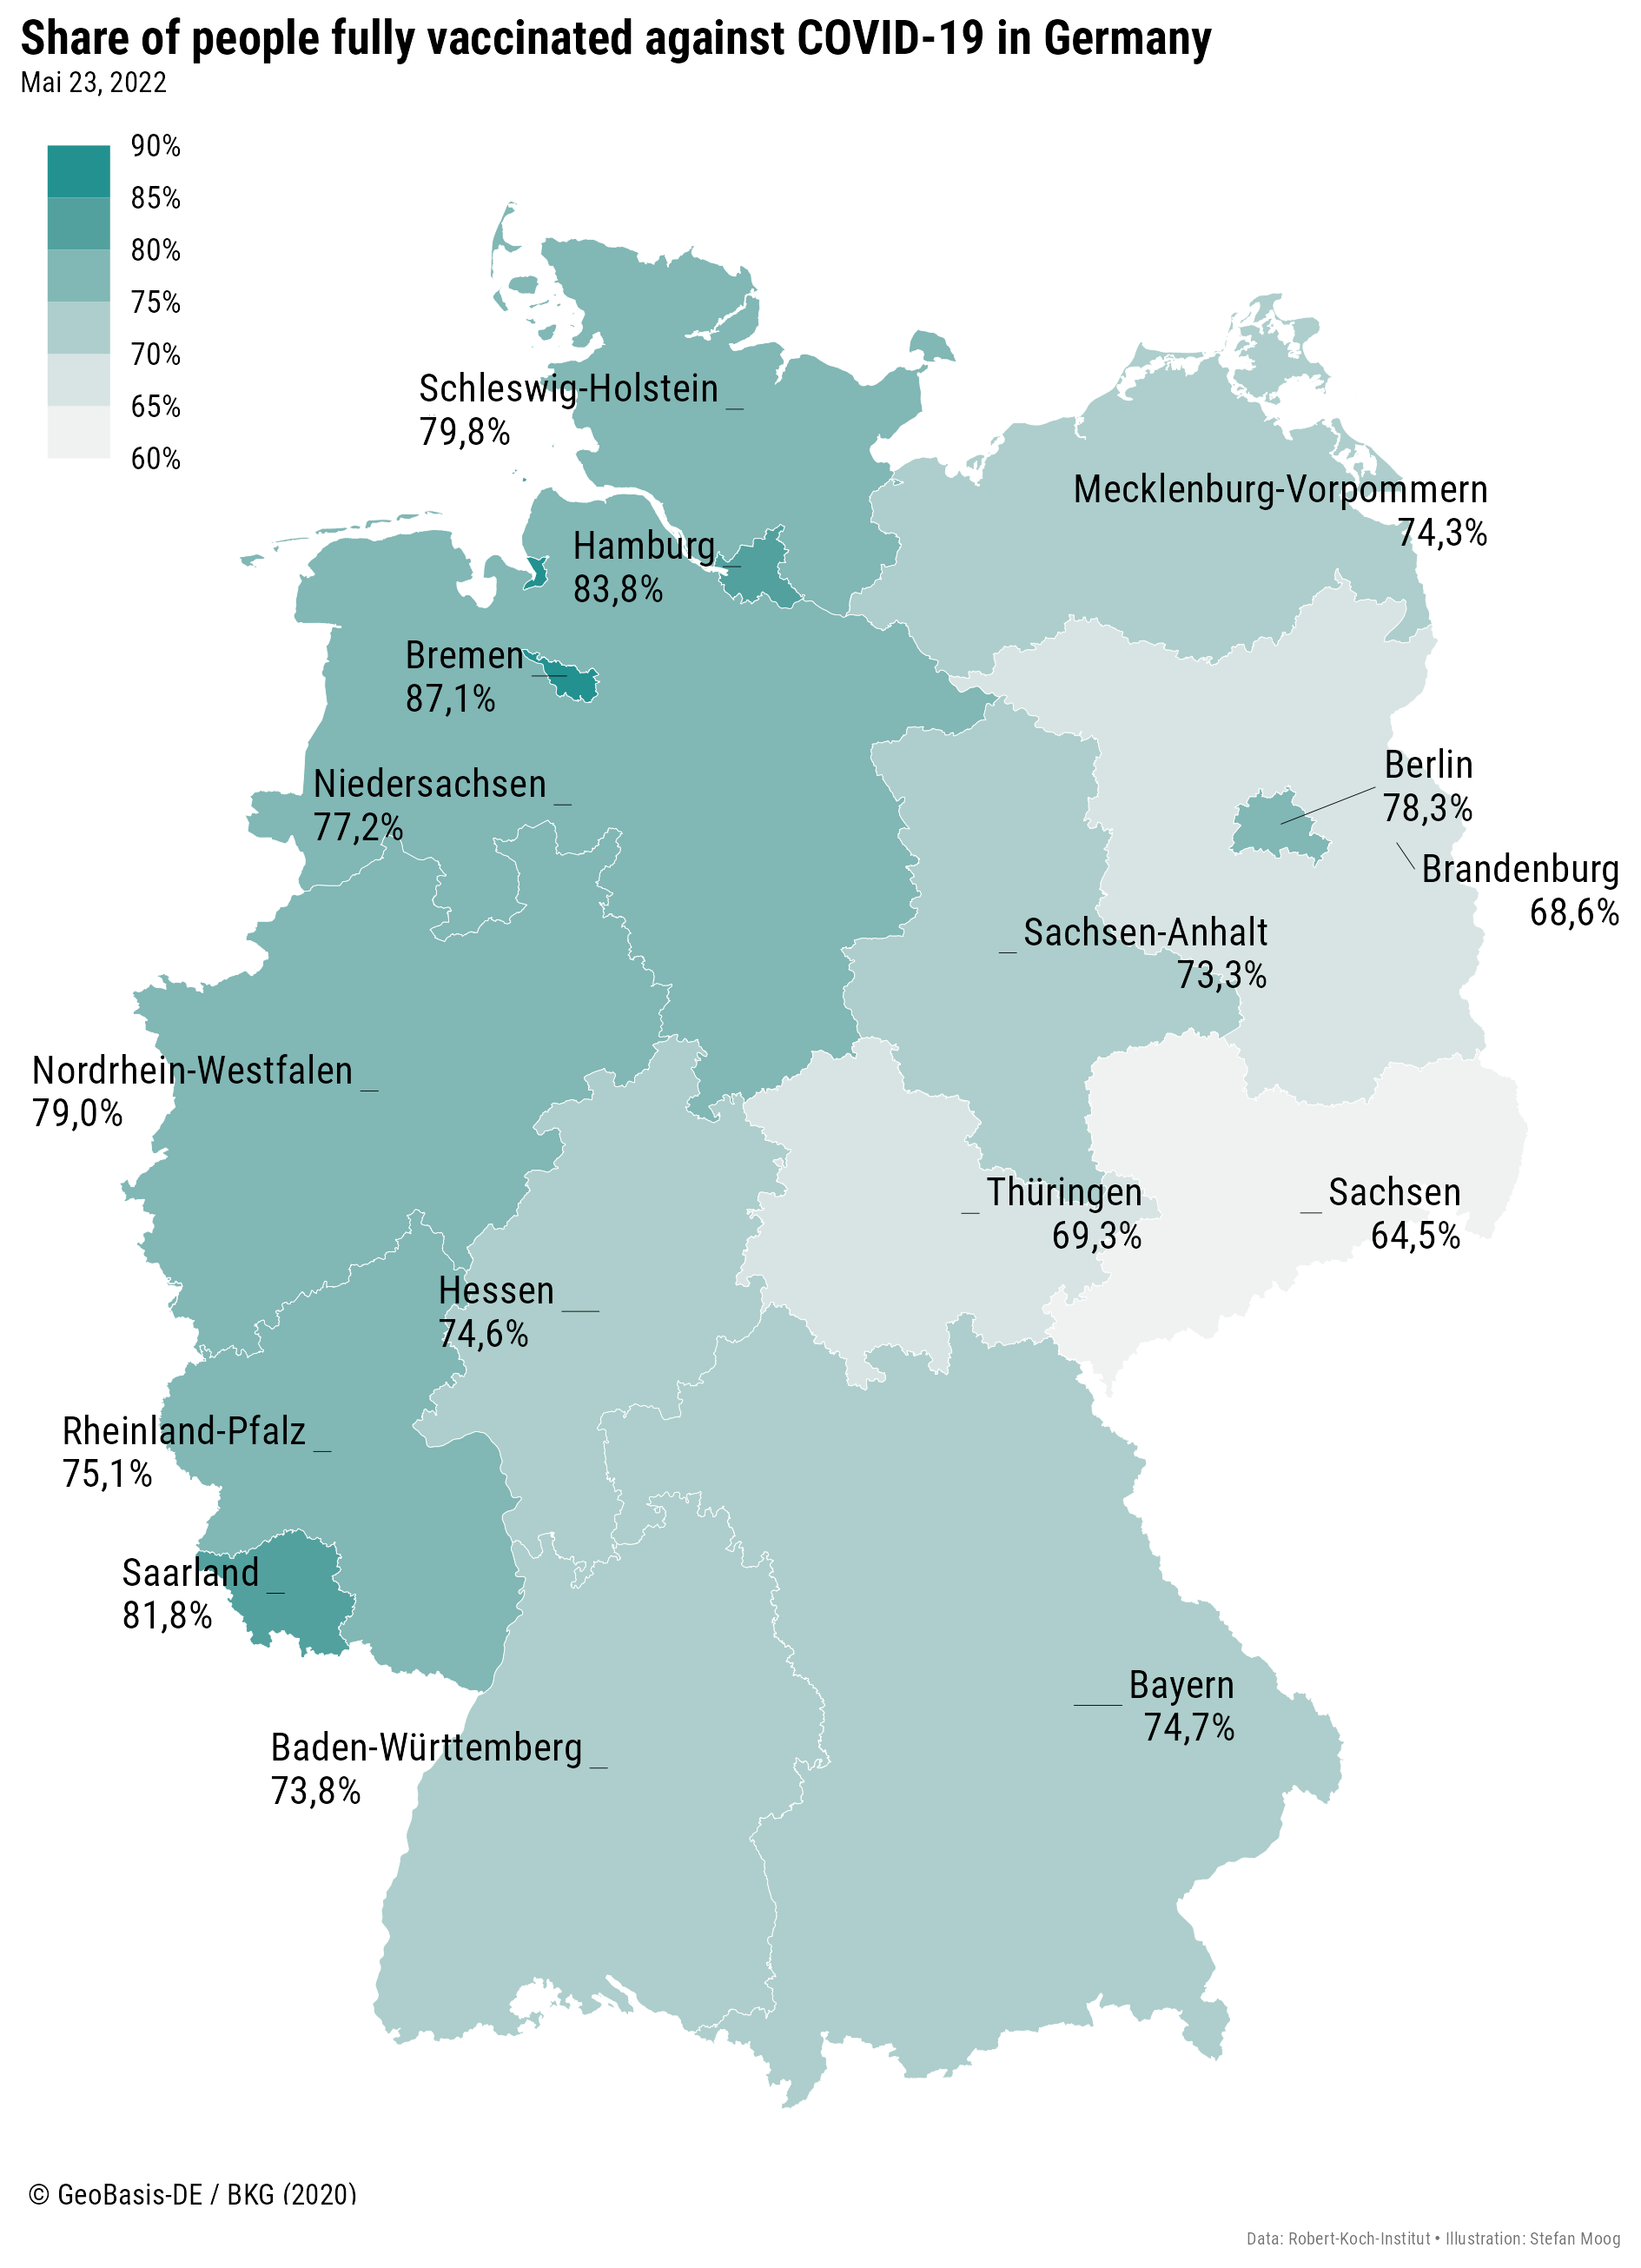 Share of people fully vaccinated against COVID-19 in Germany
Mai 23, 2022
90%
85%
80%
75%
70%
65%
60%
Schleswig-Holstein
79,8%
Mecklenburg-Vorpommern
74,3%
Hamburg
83,8%
Bremen
87,1%
Niedersachsen
77,2%
Berlin
78,3%
Brandenburg
68,6%
Sachsen-Anhalt
73,3%
Nordrhein-Westfalen
79,0%
Thüringen
69,3%
Sachsen
64,5%
Hessen
74,6%
Rheinland-Pfalz
75,1%
Saarland
81,8%
Bayern
74,7%
Baden-Württemberg
73,8%
© GeoBasis-DE / BKG (2020)
Data: Robert-Koch-Institut • Illustration: Stefan Moog